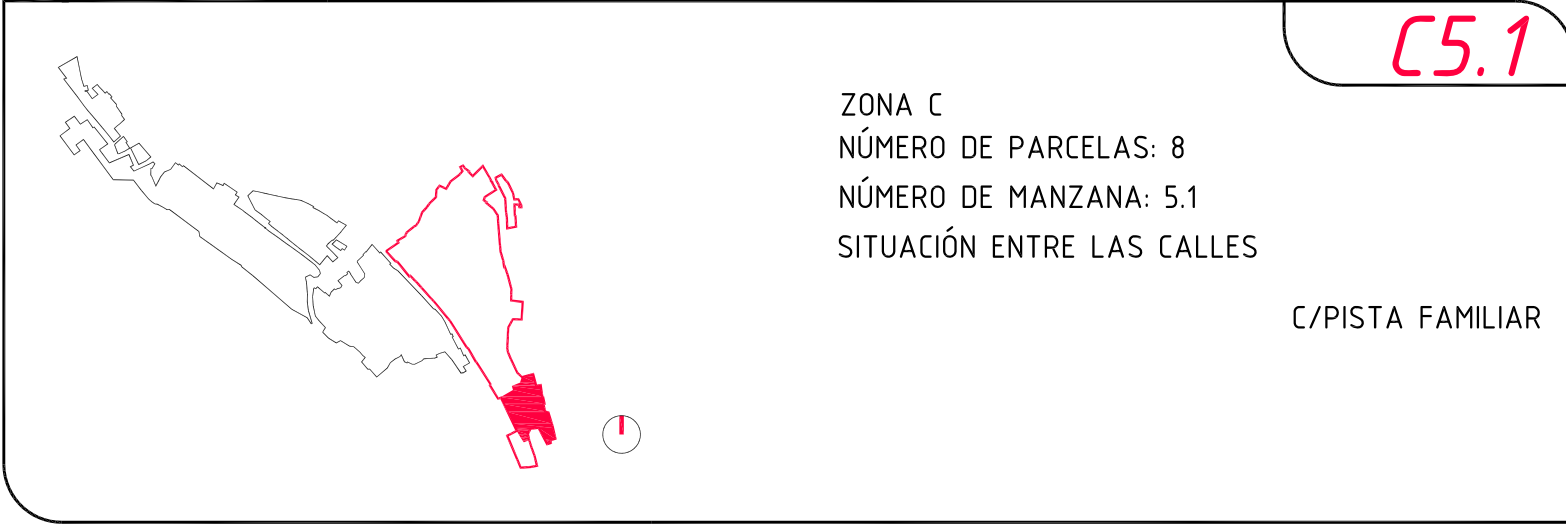 C5.1
ZONA C
NÚMERO DE PARCELAS: 8
NÚMERO DE MANZANA: 5.1
SITUACIÓN ENTRE LAS CALLES
C/PISTA FAMILIAR